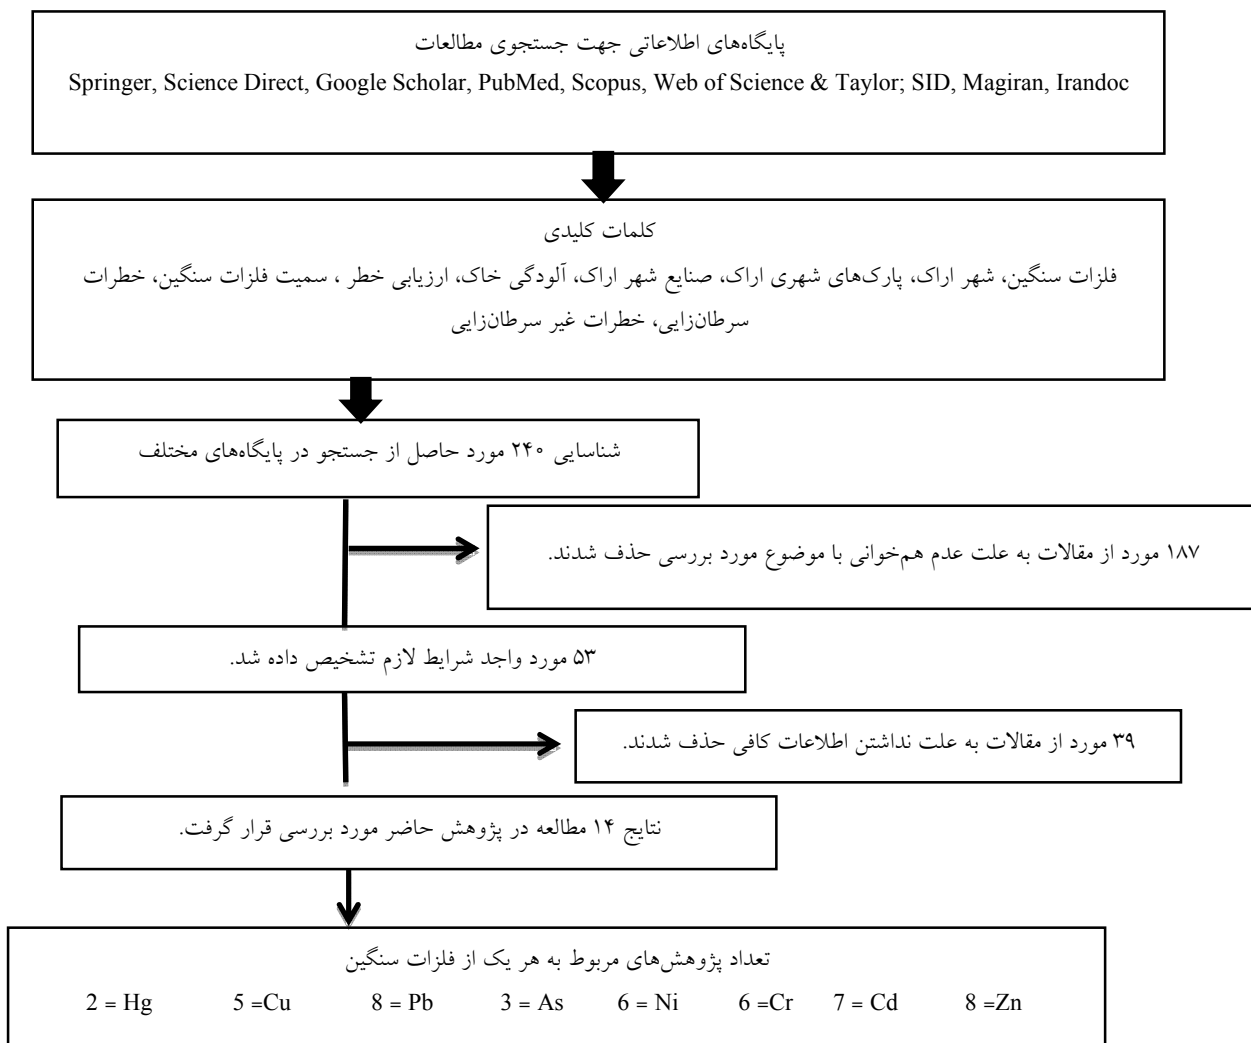 پایگاه‌های اطلاعاتی جهت جستجوی مطالعات
Springer, Science Direct, Google Scholar, PubMed, Scopus, Web of Science & Taylor; SID, Magiran, Irandoc
کلمات کلیدی
فلزات سنگین، شهر اراک، پارک‌های شهری اراک، صنایع شهر اراک، آلودگی خاک، ارزیابی خطر ، سمیت فلزات سنگین، خطرات
سرطان‌زایی، خطرات غیر سرطان‌زایی
شناسایی ۲۴۰ مورد حاصل از جستجو در پایگاه‌های مختلف
۱۸۷ مورد از مقالات به علت عدم هم‌خوانی با موضوع مورد بررسی حذف شدند.
۵۳ مورد واجد شرایط لازم تشخیص داده شد.
۳۹ مورد از مقالات به علت نداشتن اطلاعات کافی حذف شدند.
نتایج ۱۴ مطالعه در پژوهش حاضر مورد بررسی قرار گرفت.
تعداد پژوهش‌های مربوط به هر یک از فلزات سنگین
2 = Hg 5 =Cu 8 = Pb 3 = As 6 = Ni 6 =Cr 7 = Cd 8 =Zn